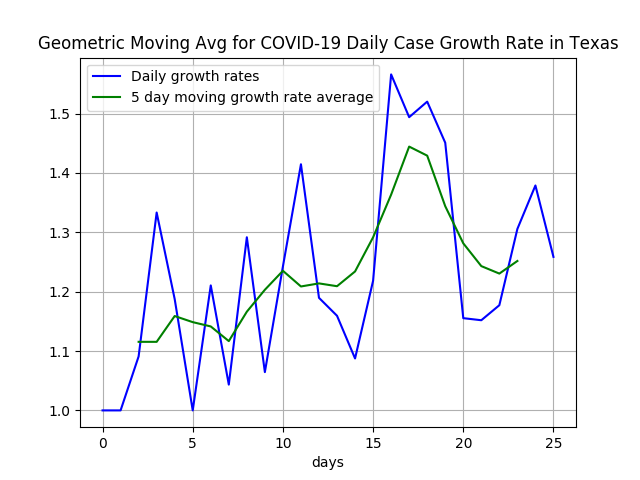 Geometric Moving Avg for COVID-19 Daily Case Growth Rate in Texas
Daily growth rates
5 day moving growth rate average
1.5
1.4
1.3
1.2
1.1
1.0
0 5 10 15 20 25
days